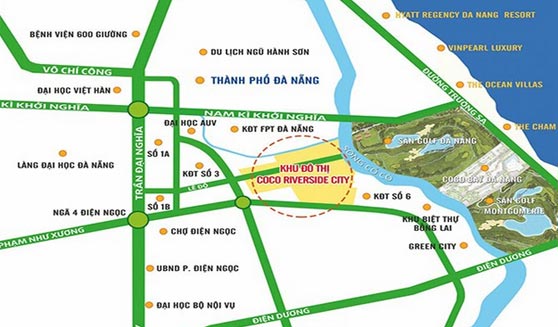 HYATT REGENCY DA NANG RESORT
BỆNH VIỆN 600 GIƯỜNG
VINPEARL LUXURY
DU LỊCH NGŨ HÀNH SƠN
VÕ CHÍ CÔNG
THÀNH PHỐ ĐÀ NẴNG
ĐƯỜNG TRƯỜNG SA
THE OCEAN VILLAS
ĐẠI HỌC VIỆT HÀN
KÌ KHỞI NGHĨA
NAM KÌ KHỞI NGHĨA
THE CHAM
ĐẠI HỌC AUV
KĐT FPT ĐÀ NẴNG
TRẦN ĐẠI NGHĨA
SỐ 1A
SÔNG CỔ CÒ
SÂN GOLF ĐÀ NẴNG
LÀNG ĐẠI HỌC ĐÀ NẴNG
KĐT SỐ 3
KHU ĐÔ THỊ
COCO RIVERSIDE CITY
COCO BAY ĐÀ NẴNG
LÊ ĐỘ
SỐ 1B
KĐT SỐ 6
SÂN GOLF
MONTGOMERIE
NGÃ 4 ĐIỆN NGỌC
KHU BIỆT THỰ
BỒNG LAI
PHẠM NHƯ XƯƠNG
CHỢ ĐIỆN NGỌC
GREEN CITY
ĐIỆN DƯƠNG
UBND P. ĐIỆN NGỌC
ĐẠI HỌC BỘ NỘI VỤ
ĐIỆN DƯƠNG